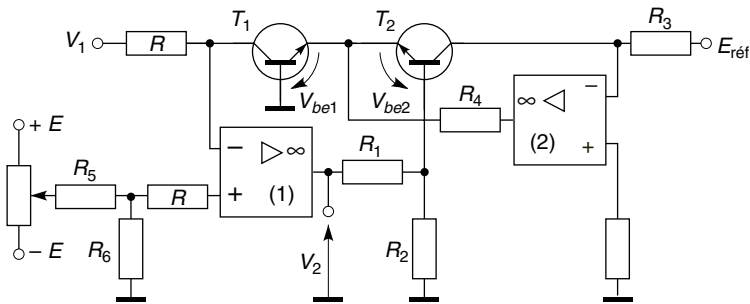 V1 R T1 T2 R3 Eréf
Vbe1 Vbe2 R4 ∞ −
(2) +
+ E
R5 R − ∞ R1
+ (1)
− E R6 V2 R2